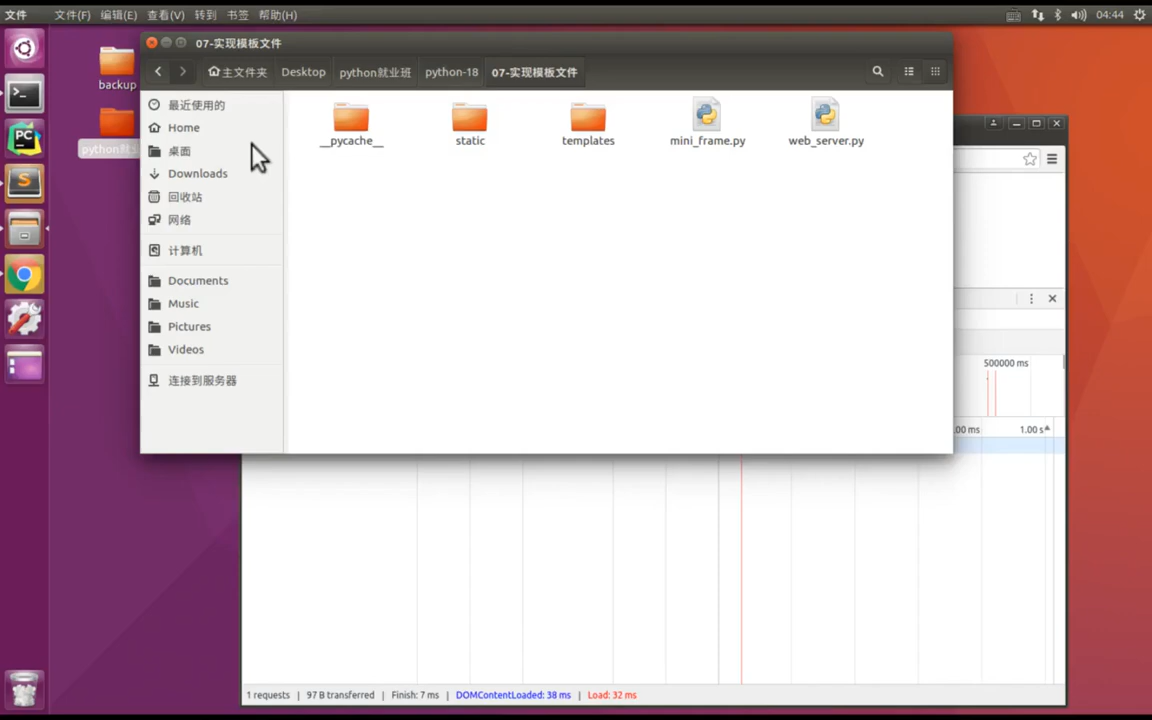 文件
文件(F) 编辑(E) 查看(V) 转到 书签 帮助(H)
04:44
backup
07-实现模板文件
主文件夹 Desktop python就业班 python-18 07-实现模板文件
最近使用的
Home
桌面
Downloads
回收站
网络
计算机
Documents
Music
Pictures
Videos
连接到服务器
__pycache__
static
templates
mini_frame.py
web_server.py
PC
500000 ms
.00 ms
1.00 s
1 requests | 97 B transferred | Finish: 7 ms | DOMContentLoaded: 38 ms | Load: 32 ms